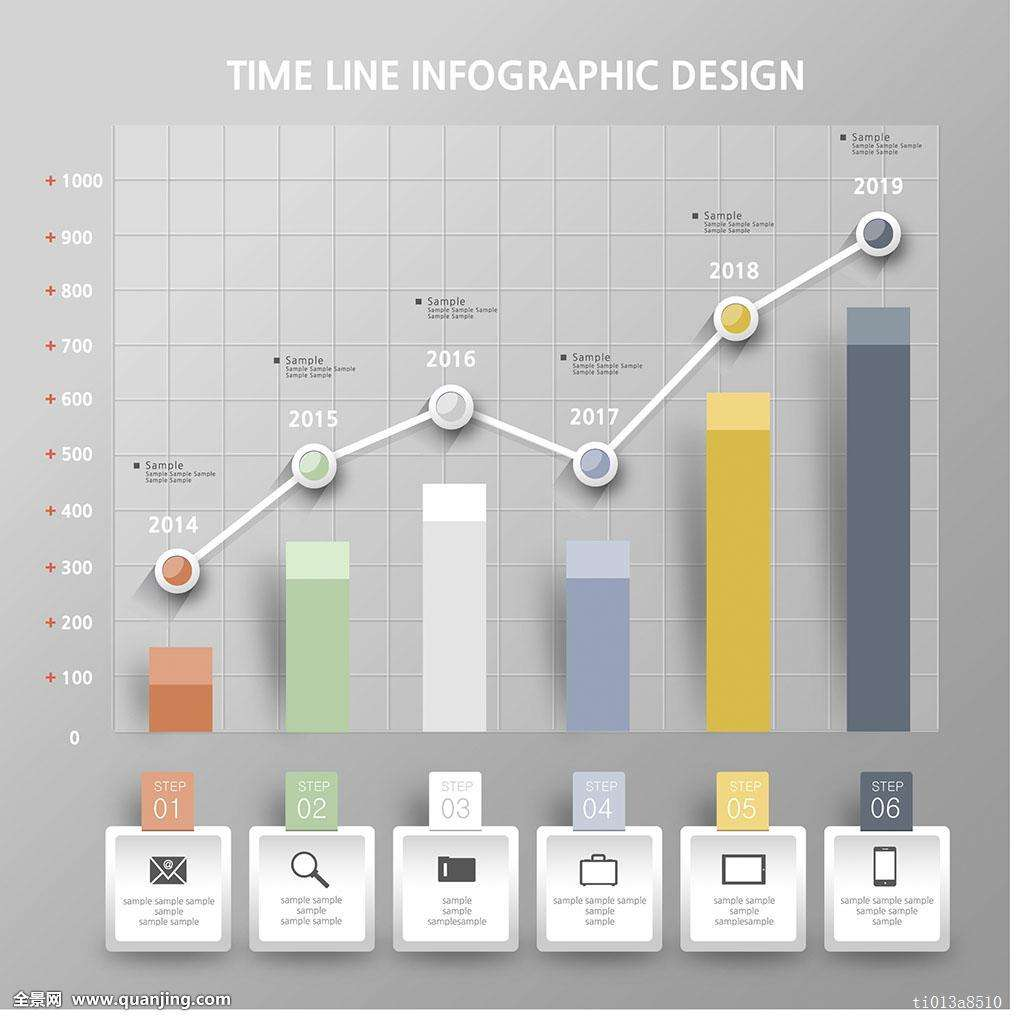 TIME LINE INFOGRAPHIC DESIGN
+ 1000
+ 900
+ 800
+ 700
+ 600
+ 500
+ 400
+ 300
+ 200
+ 100
0
Sample
Sample Sample Sample
Sample Sample
2014
Sample
Sample Sample Sample
Sample Sample
2015
Sample
Sample Sample Sample
Sample Sample
2016
Sample
Sample Sample Sample
Sample Sample
2017
Sample
Sample Sample Sample
Sample Sample
2018
Sample
Sample Sample Sample
Sample Sample
2019
STEP
01
@
sample sample sample
sample
sample sample
STEP
02
sample sample
sample
sample sample
STEP
03
sample
sample
samplesample
STEP
04
sample sample sample
sample
sample
STEP
05
sample sample
sample
samplesample
STEP
06
sample sample sample
sample sample sample
sample
全景网 www.quanjing.com
ti013a8510